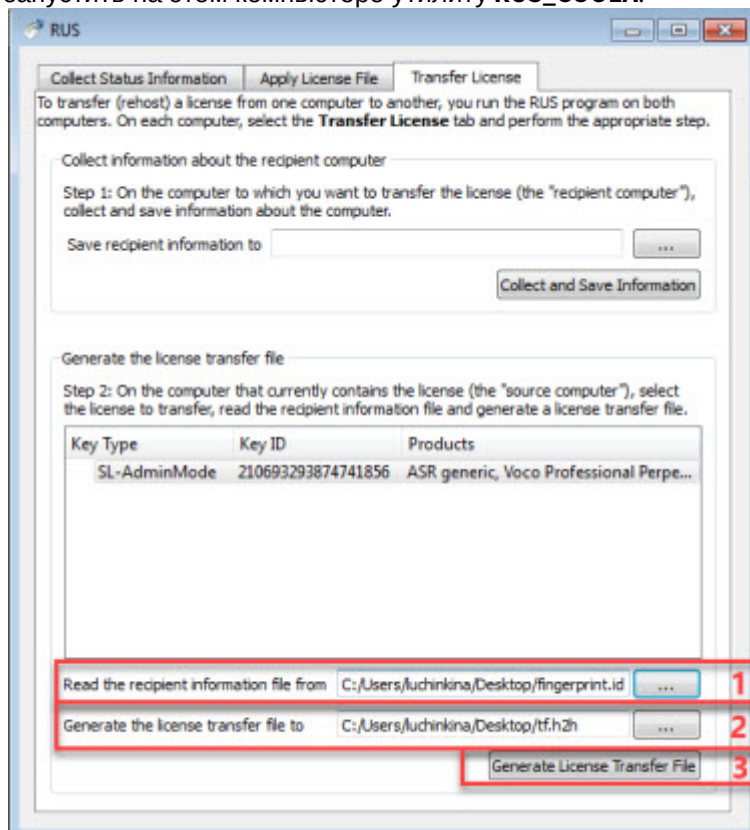 запустить на этом компьютере утилиту RUS_COCEA.
RUS
Collect Status Information Apply License File Transfer License
To transfer (rehost) a license from one computer to another, you run the RUS program on both
computers. On each computer, select the Transfer License tab and perform the appropriate step.
Collect information about the recipient computer
Step 1: On the computer to which you want to transfer the license (the "recipient computer"),
collect and save information about the computer.
Save recipient information to ...
Collect and Save Information
Generate the license transfer file
Step 2: On the computer that currently contains the license (the "source computer"), select
the license to transfer, read the recipient information file and generate a license transfer file.
Key Type Key ID Products
SL-AdminMode 210693293874741856 ASR generic, Voco Professional Perpe...
Read the recipient information file from C:/Users/luchinkina/Desktop/fingerprint.id ... 1
Generate the license transfer file to C:/Users/luchinkina/Desktop/tf.h2h ... 2
Generate License Transfer File 3